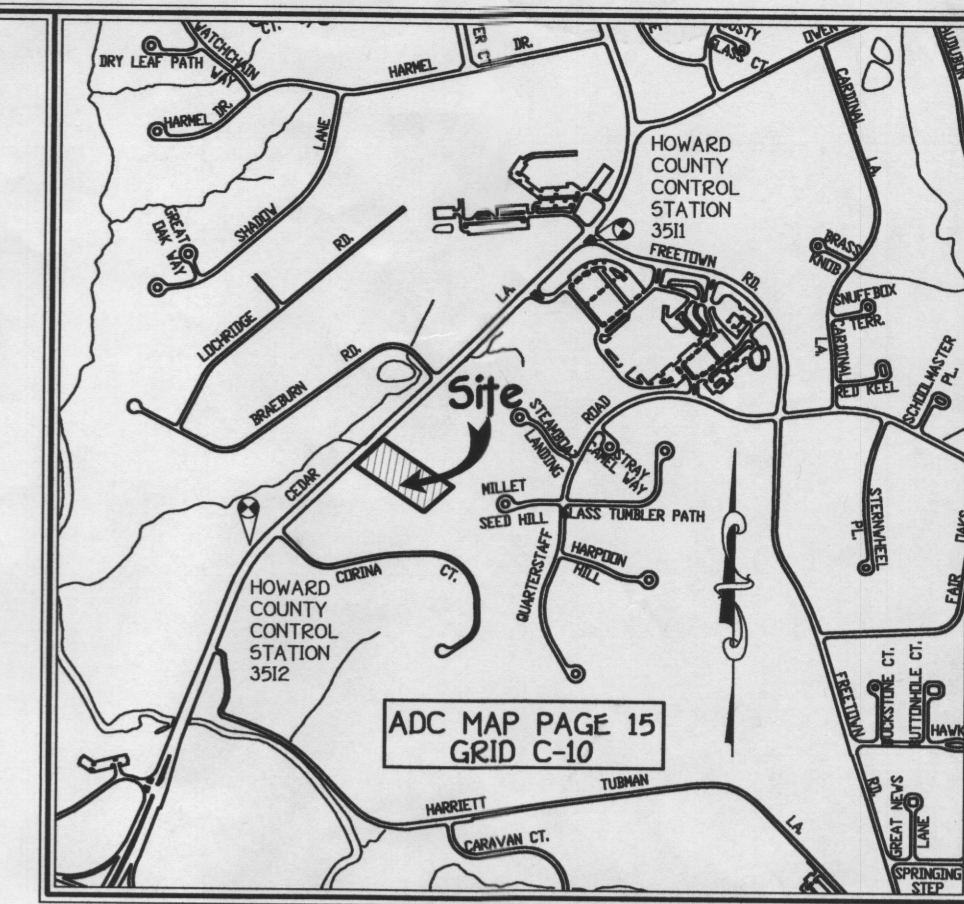 WATCHCHAIN
WAY
CT.
DRY LEAF PATH
HARMEL DR.
HARMEL
DR.
LANE
SHADOW
GREAT
OAK
WAY
GLASS CT.
OWEN
AUDUBON
CARDINAL
LA.
HOWARD
COUNTY
CONTROL
STATION
3511
FREETOWN
RD.
BRASS
KNOB
SNUFFBOX
TERR.
CARDINAL
LA.
RED KEEL
SCHOOLMASTER
PL.
LOCHRIDGE
RD.
BRAEBURN
RD.
LA.
CEDAR
Site
STEAMBOAT
LANDING
ROAD
CAMEL
STRAY
WAY
MILLET
SEED HILL
GLASS TUMBLER PATH
QUARTERSTAFF
HARPOON
HILL
STERNWHEEL
PL.
OAKS
FAIR
CORINA
CT.
HOWARD
COUNTY
CONTROL
STATION
3512
ADC MAP PAGE 15
GRID C-10
FREETOWN
RD.
BUCKSTONE CT.
BUTTONHOLE CT.
HAWK
GREAT NEWS
LANE
SPRINGING
STEP
HARRIETT
TUBMAN
LA.
CARAVAN CT.